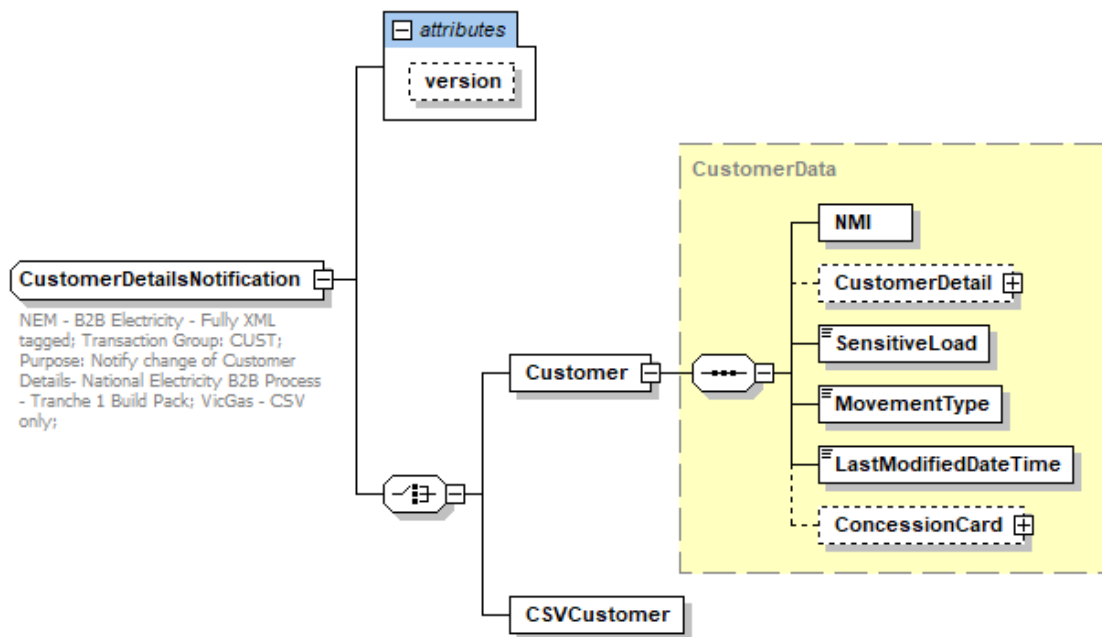 attributes
version
CustomerData
NMI
CustomerDetailsNotification
CustomerDetail
NEM - B2B Electricity - Fully XML
tagged; Transaction Group: CUST;
Purpose: Notify change of Customer
Details- National Electricity B2B Process
- Tranche 1 Build Pack; VicGas - CSV
only;
SensitiveLoad
Customer
MovementType
LastModifiedDateTime
ConcessionCard
CSVCustomer